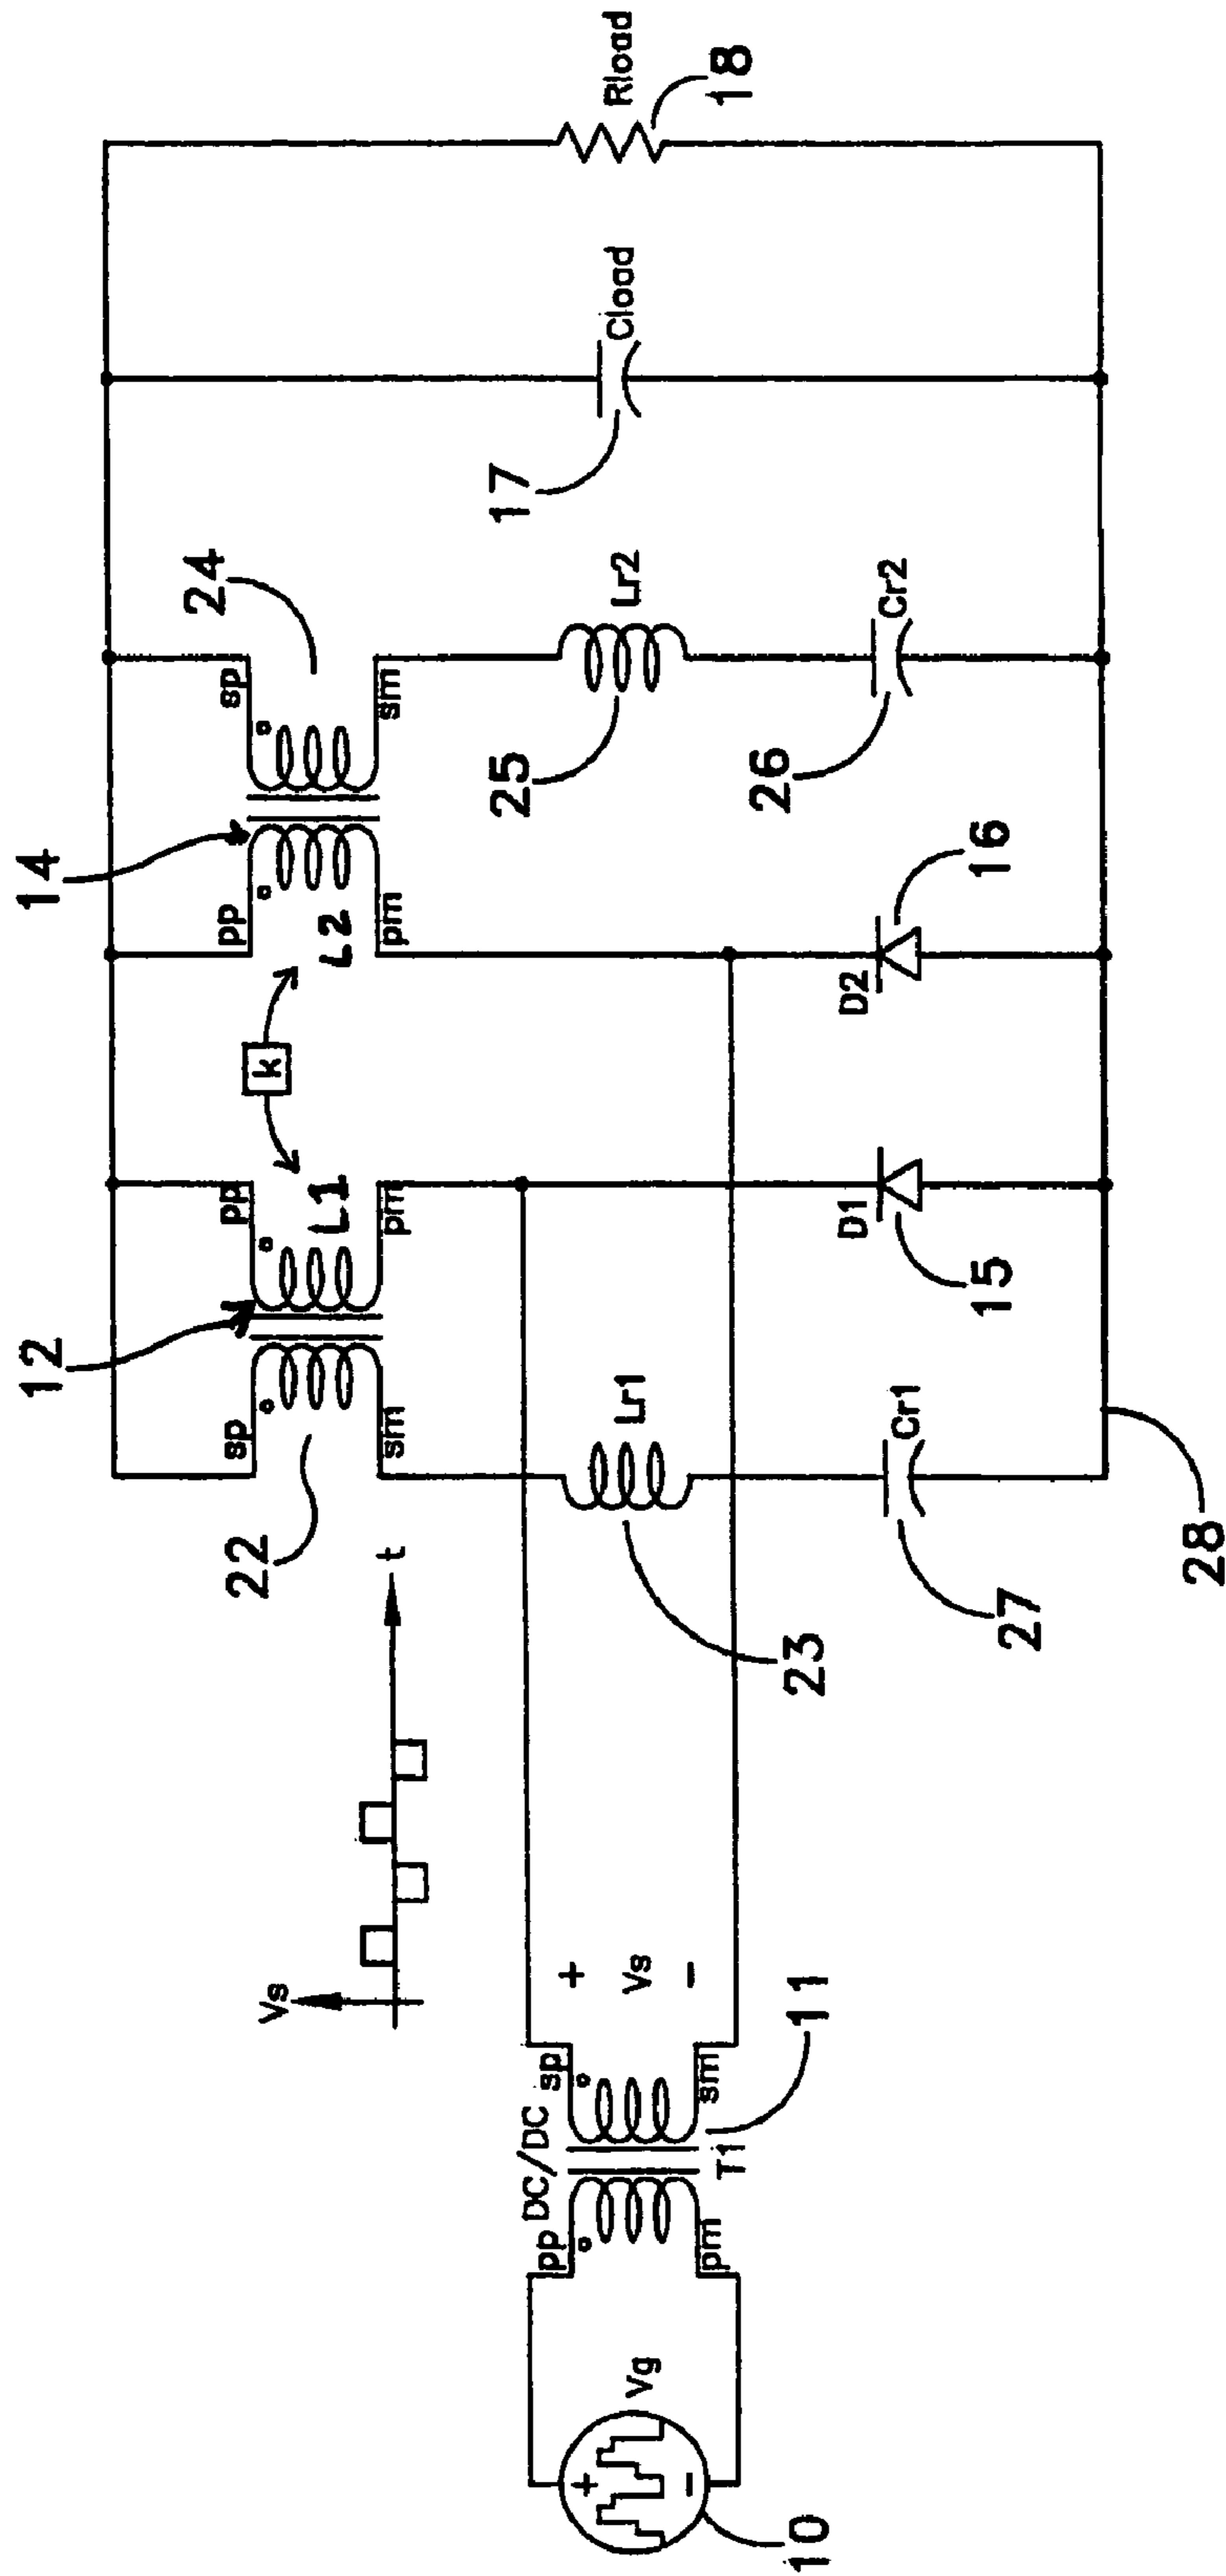 10
+
-
Vg
pp
pm
DC/DC
T1
sp
sm
11
+
Vs
-
Vs
t
12
22
sp
sm
pp
pm
L1
k
14
pp
pm
L2
sp
sm
24
23
Lr1
27
Cr1
28
D1
15
D2
16
25
Lr2
26
Cr2
17
Cload
Rload
18